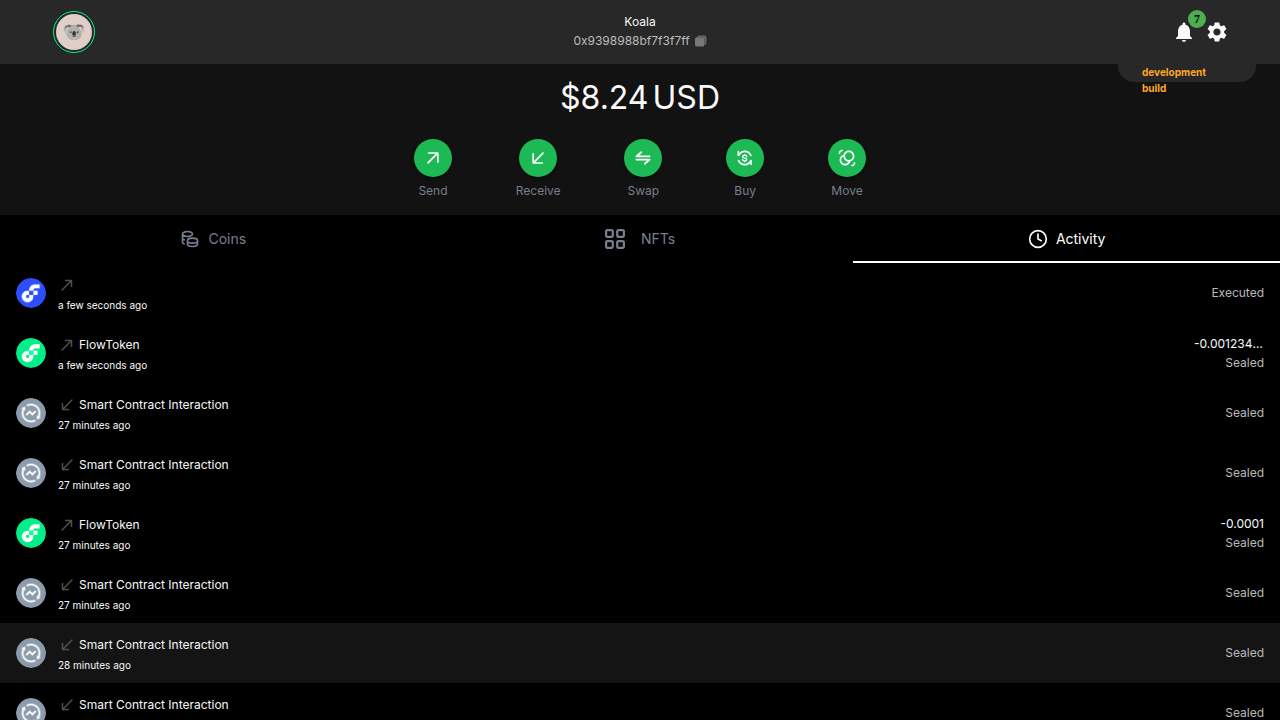 Koala
0x9398988bf7f3f7ff
7
development
build
$8.24 USD
Send
Receive
Swap
Buy
Move
Coins
NFTs
Activity
a few seconds ago
Executed
FlowToken
-0.001234...
a few seconds ago
Sealed
Smart Contract Interaction
27 minutes ago
Sealed
Smart Contract Interaction
27 minutes ago
Sealed
FlowToken
-0.0001
27 minutes ago
Sealed
Smart Contract Interaction
27 minutes ago
Sealed
Smart Contract Interaction
28 minutes ago
Sealed
Smart Contract Interaction
Sealed